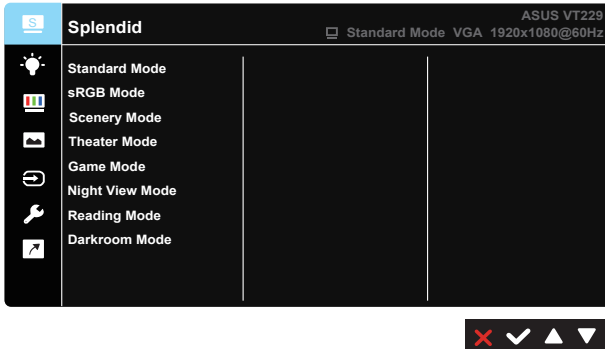 S
Splendid
ASUS VT229
Standard Mode VGA 1920x1080@60Hz
Standard Mode
sRGB Mode
Scenery Mode
Theater Mode
Game Mode
Night View Mode
Reading Mode
Darkroom Mode